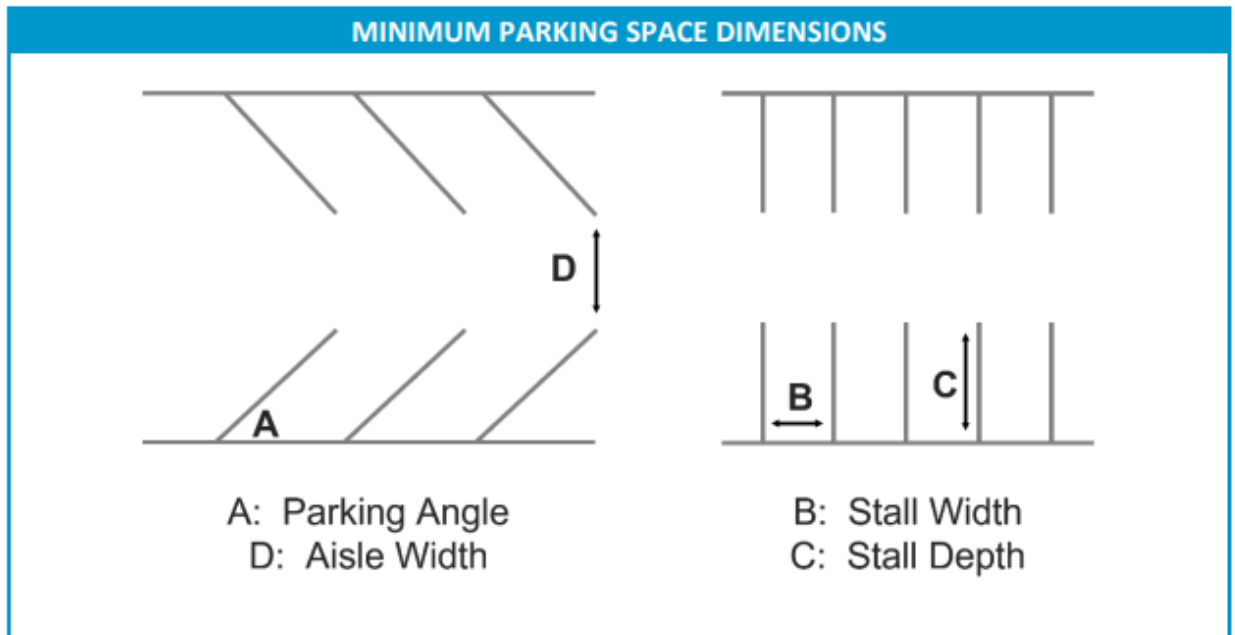 MINIMUM PARKING SPACE DIMENSIONS
D
A
B
C
A: Parking Angle
D: Aisle Width
B: Stall Width
C: Stall Depth